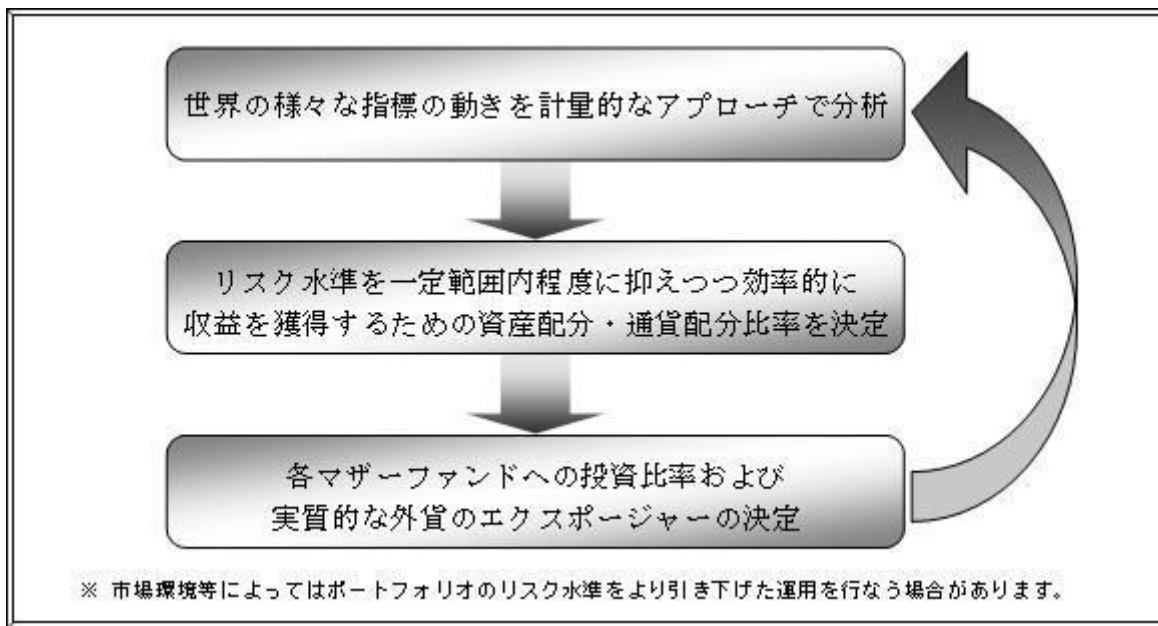 世界の様々な指標の動きを計量的なアプローチで分析
リスク水準を一定範囲内程度に抑えつつ効率的に
収益を獲得するための資産配分・通貨配分比率を決定
各マザーファンドへの投資比率および
実質的な外貨のエクスポージャーの決定
※ 市場環境等によってはポートフォリオのリスク水準をより引き下げた運用を行なう場合があります。